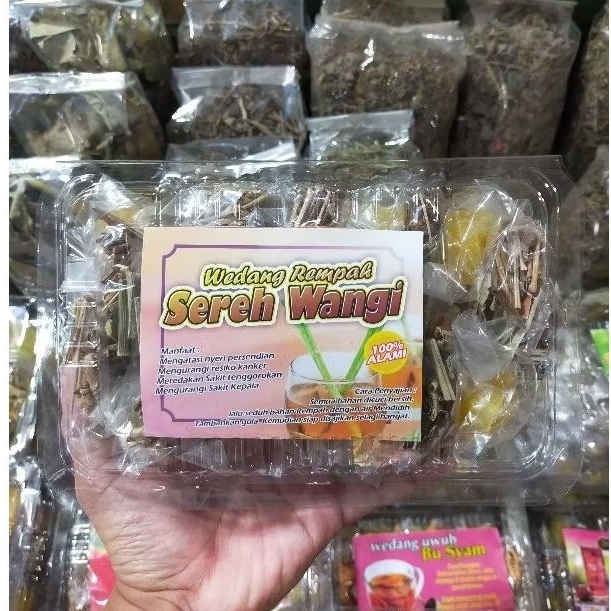 Wedang Rempah
Sereh Wangi
100%
ALAMI
Manfaat :
Mengatasi nyeri persendian
Mengurangi resiko kanker
Meredakan Sakit tenggorokan
Mengurangi Sakit Kepala
Cara Penyajian :
Semua bahan dicuci bersih,
lalu seduh bahan Rempah dengan air Mendidih
Tambahkan gula kemudian siap disajikan selagi hangat.
wedang uwuh
Bu Syam